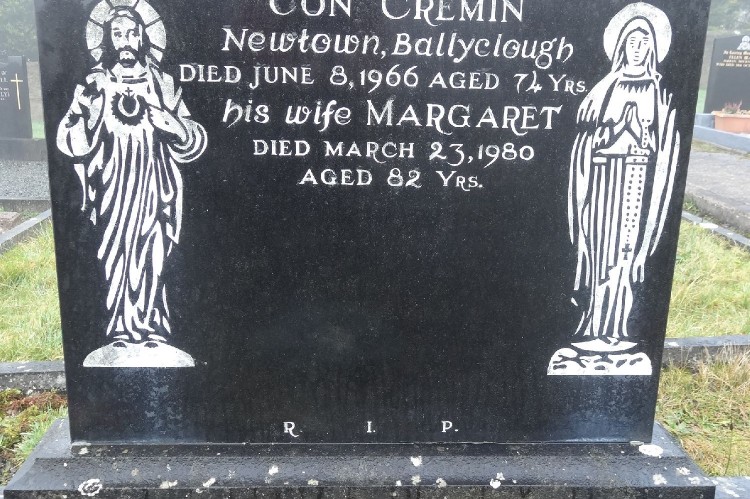 CON CREMIN
Newtown, Ballyclough
DIED JUNE 8, 1966 AGED 74 YRS.
his wife MARGARET
DIED MARCH 23, 1980
AGED 82 YRS.
R. I. P.